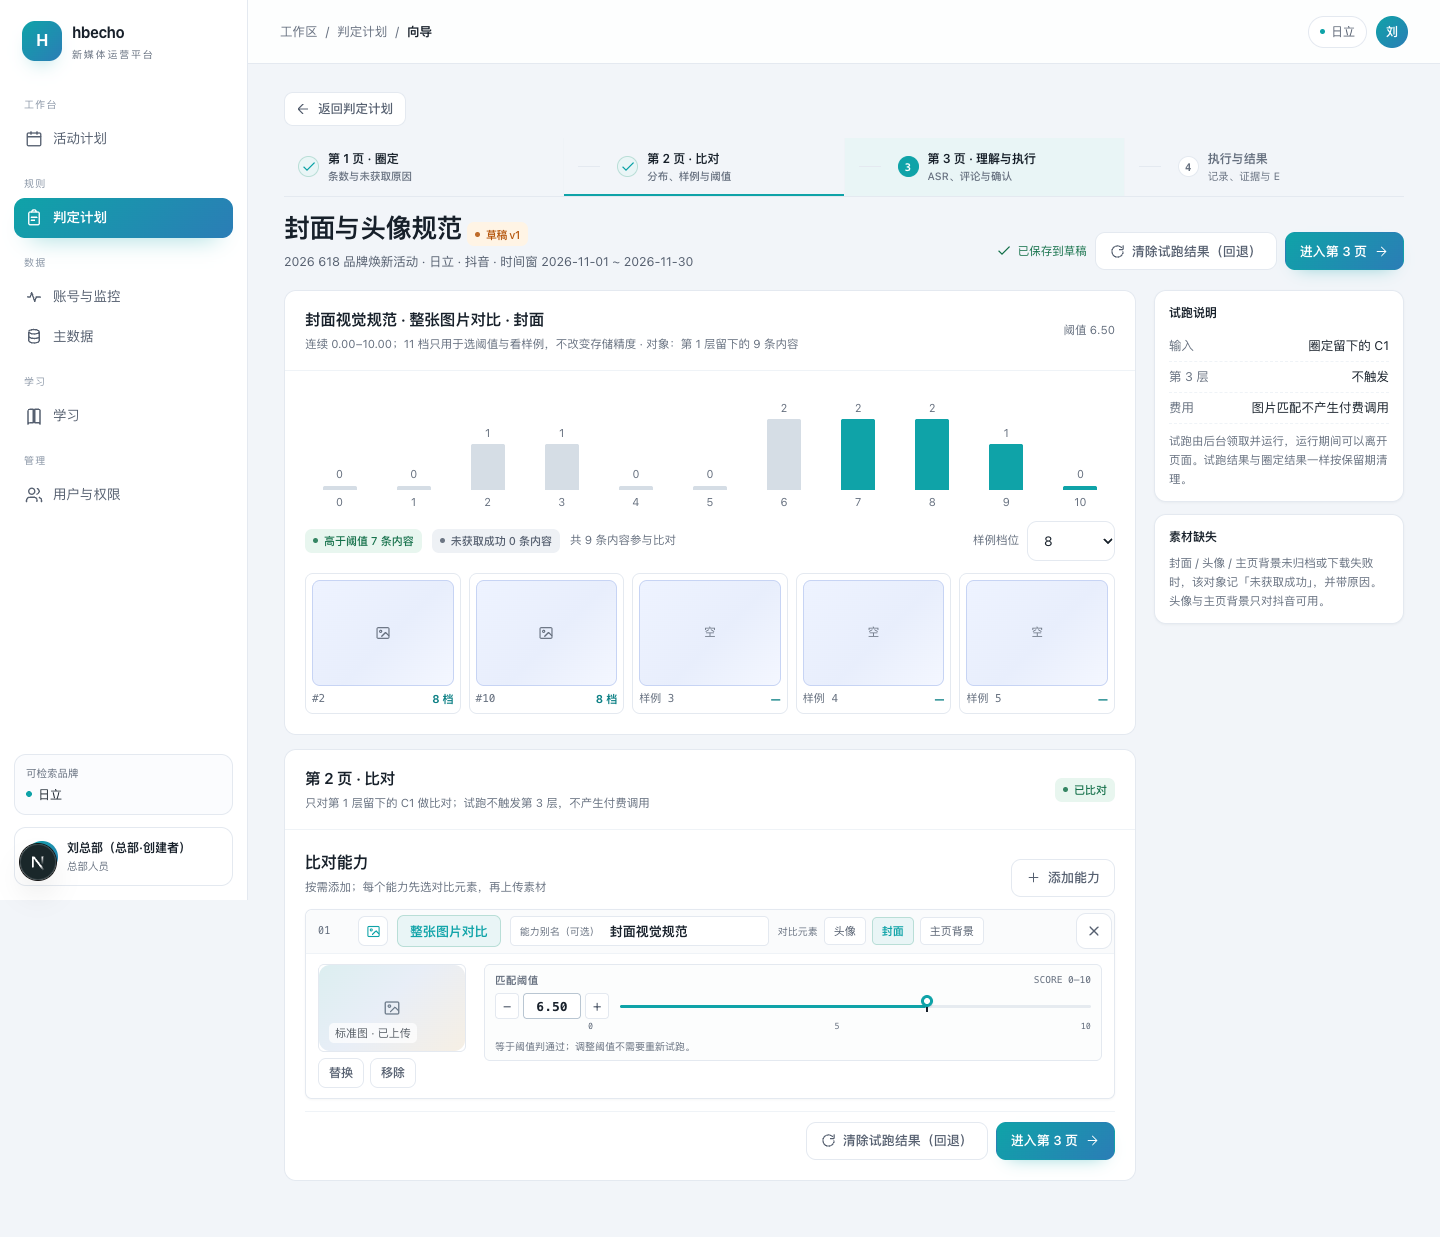 H
hbecho
新媒体运营平台
工作台
活动计划
规则
判定计划
数据
账号与监控
主数据
学习
学习
管理
用户与权限
可检索品牌
日立
N
刘总部（总部·创建者）
总部人员
工作区 / 判定计划 / 向导
日立
刘
返回判定计划
第 1 页 · 圈定
条数与未获取原因
第 2 页 · 比对
分布、样例与阈值
3
第 3 页 · 理解与执行
ASR、评论与确认
4
执行与结果
记录、证据与 E
封面与头像规范
草稿 v1
2026 618 品牌焕新活动 · 日立 · 抖音 · 时间窗 2026-11-01 ~ 2026-11-30
已保存到草稿
清除试跑结果（回退）
进入第 3 页
封面视觉规范 · 整张图片对比 · 封面
连续 0.00–10.00；11 档只用于选阈值与看样例，不改变存储精度 · 对象：第 1 层留下的 9 条内容
阈值 6.50
0 0 1 1 0 0 2 2 2 1 0
0 1 2 3 4 5 6 7 8 9 10
高于阈值 7 条内容
未获取成功 0 条内容
共 9 条内容参与比对
样例档位
8
空
空
空
#2
8 档
#10
8 档
样例 3
—
样例 4
—
样例 5
—
试跑说明
输入
圈定留下的 C1
第 3 层
不触发
费用
图片匹配不产生付费调用
试跑由后台领取并运行，运行期间可以离开
页面。试跑结果与圈定结果一样按保留期清
理。
素材缺失
封面 / 头像 / 主页背景未归档或下载失败
时，该对象记「未获取成功」，并带原因。
头像与主页背景只对抖音可用。
第 2 页 · 比对
只对第 1 层留下的 C1 做比对；试跑不触发第 3 层，不产生付费调用
已比对
比对能力
按需添加；每个能力先选对比元素，再上传素材
添加能力
01
整张图片对比
能力别名（可选）
封面视觉规范
对比元素
头像
封面
主页背景
标准图 · 已上传
替换
移除
匹配阈值
SCORE 0—10
−
6.50
+
0
5
10
等于阈值判通过；调整阈值不需要重新试跑。
清除试跑结果（回退）
进入第 3 页